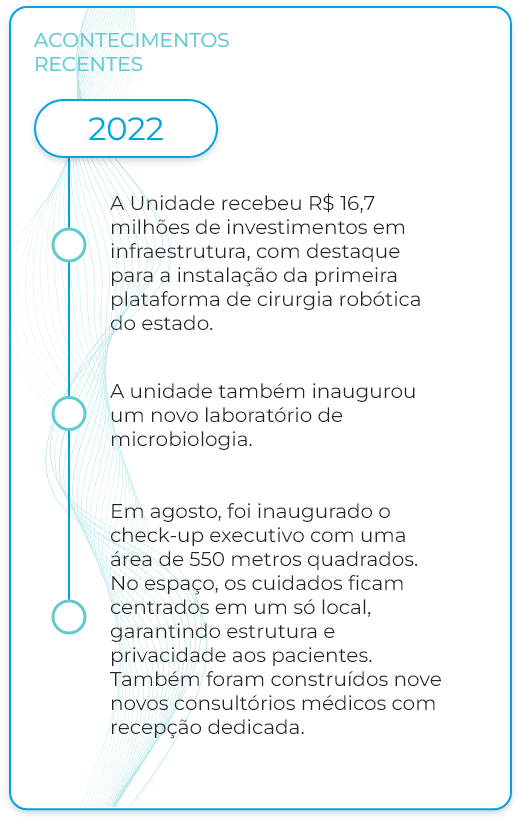 ACONTECIMENTOS
RECENTES
2022
A Unidade recebeu R$ 16,7
milhões de investimentos em
infraestrutura, com destaque
para a instalação da primeira
plataforma de cirurgia robótica
do estado.
A unidade também inaugurou
um novo laboratório de
microbiologia.
Em agosto, foi inaugurado o
check-up executivo com uma
área de 550 metros quadrados.
No espaço, os cuidados ficam
centrados em um só local,
garantindo estrutura e
privacidade aos pacientes.
Também foram construídos nove
novos consultórios médicos com
recepção dedicada.